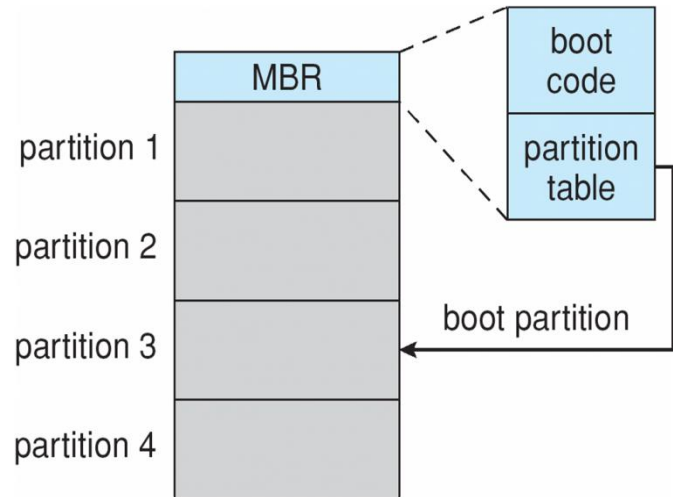 MBR
boot
code
partition
table
partition 1
partition 2
boot partition
partition 3
partition 4